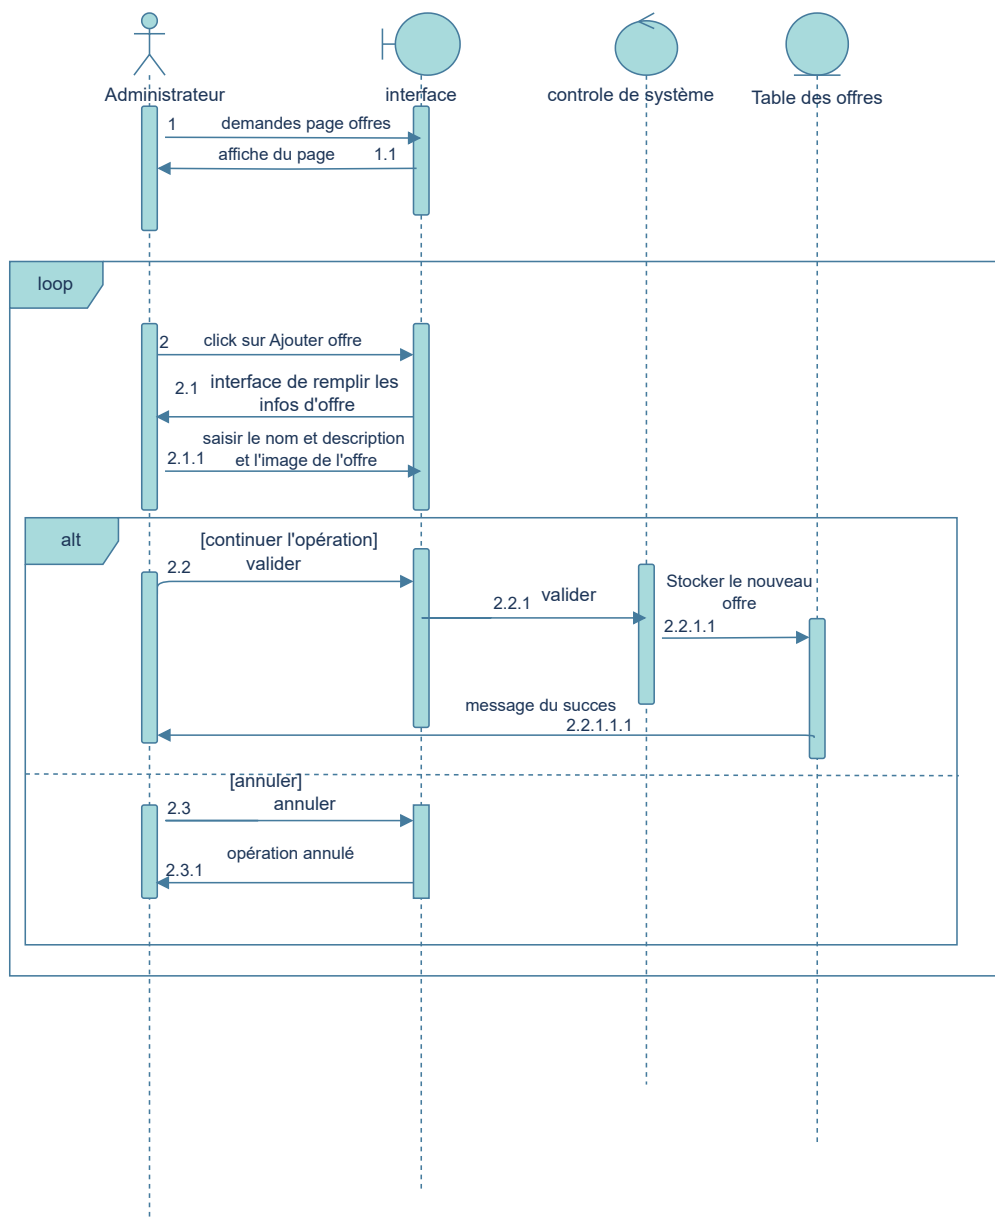 Administrateur
interface
controle de système
Table des offres
1 demandes page offres
affiche du page 1.1
loop
2 click sur Ajouter offre
2.1 interface de remplir les
infos d'offre
saisir le nom et description
2.1.1 et l'image de l'offre
alt
[continuer l'opération]
2.2 valider
2.2.1 valider
Stocker le nouveau
offre
2.2.1.1
message du succes
2.2.1.1.1
[annuler]
2.3 annuler
opération annulé
2.3.1